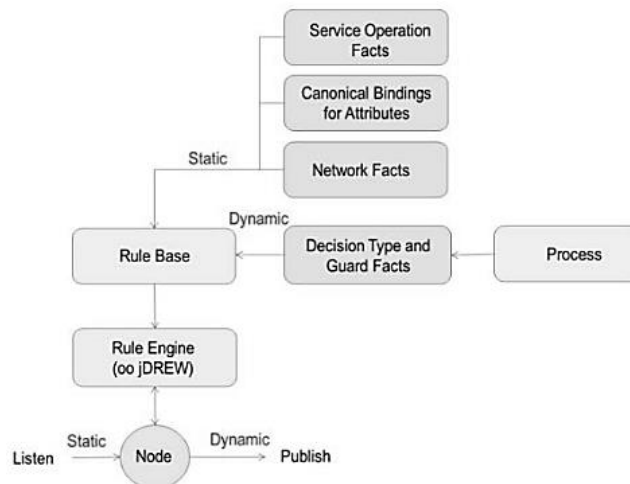 Service Operation
Facts
Canonical Bindings
for Attributes
Static
Network Facts
Dynamic
Rule Base
Decision Type and
Guard Facts
Process
Rule Engine
(oo jDREW)
Listen
Static
Node
Dynamic
Publish